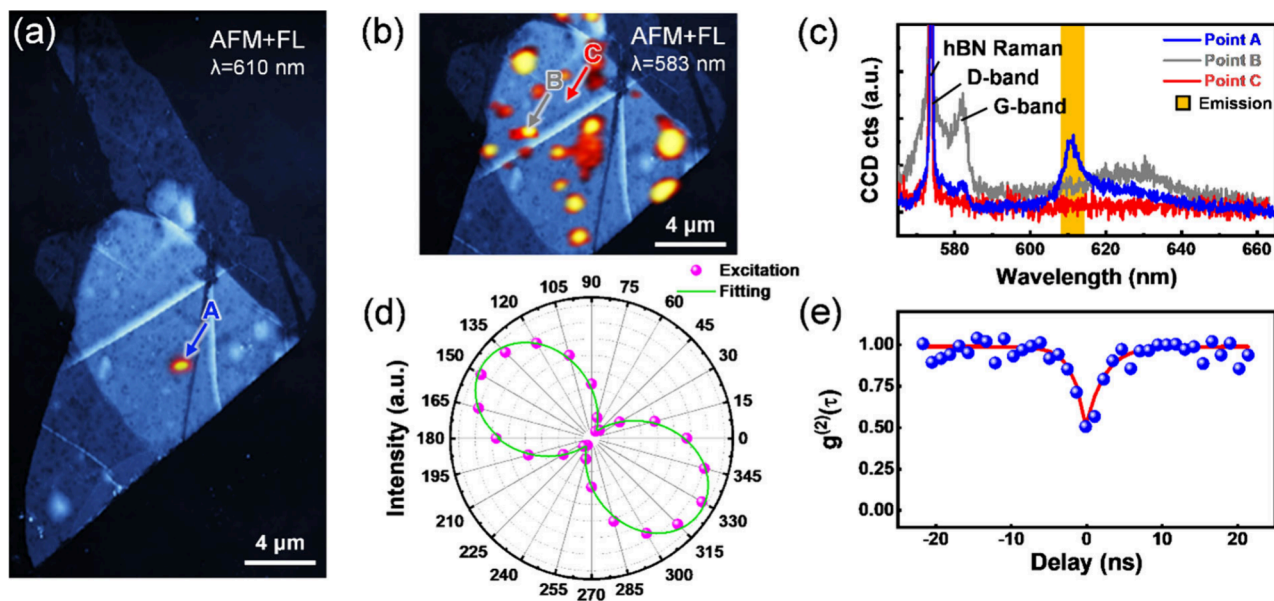 (a)
AFM+FL
λ=610 nm
A
4 μm
(b)
AFM+FL
λ=583 nm
C
B
4 μm
(c)
CCD cts (a.u.)
hBN Raman
D-band
G-band
Point A
Point B
Point C
Emission
580
600
620
640
660
Wavelength (nm)
(d)
Excitation
Fitting
Intensity (a.u.)
0
15
30
45
60
75
90
105
120
135
150
165
180
195
210
225
240
255
270
285
300
315
330
345
(e)
g(2)(τ)
1.00
0.75
0.50
0.25
0.00
-20
-10
0
10
20
Delay (ns)